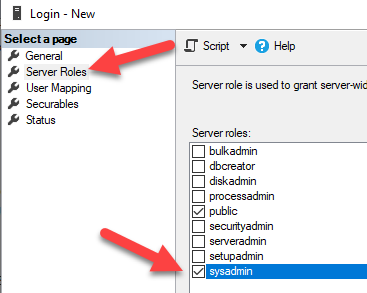 Login - New
Select a page
General
Server Roles
User Mapping
Securables
Status
Script
Help
Server role is used to grant server-wid
Server roles:
bulkadmin
dbcreator
diskadmin
processadmin
public
securityadmin
serveradmin
setupadmin
sysadmin